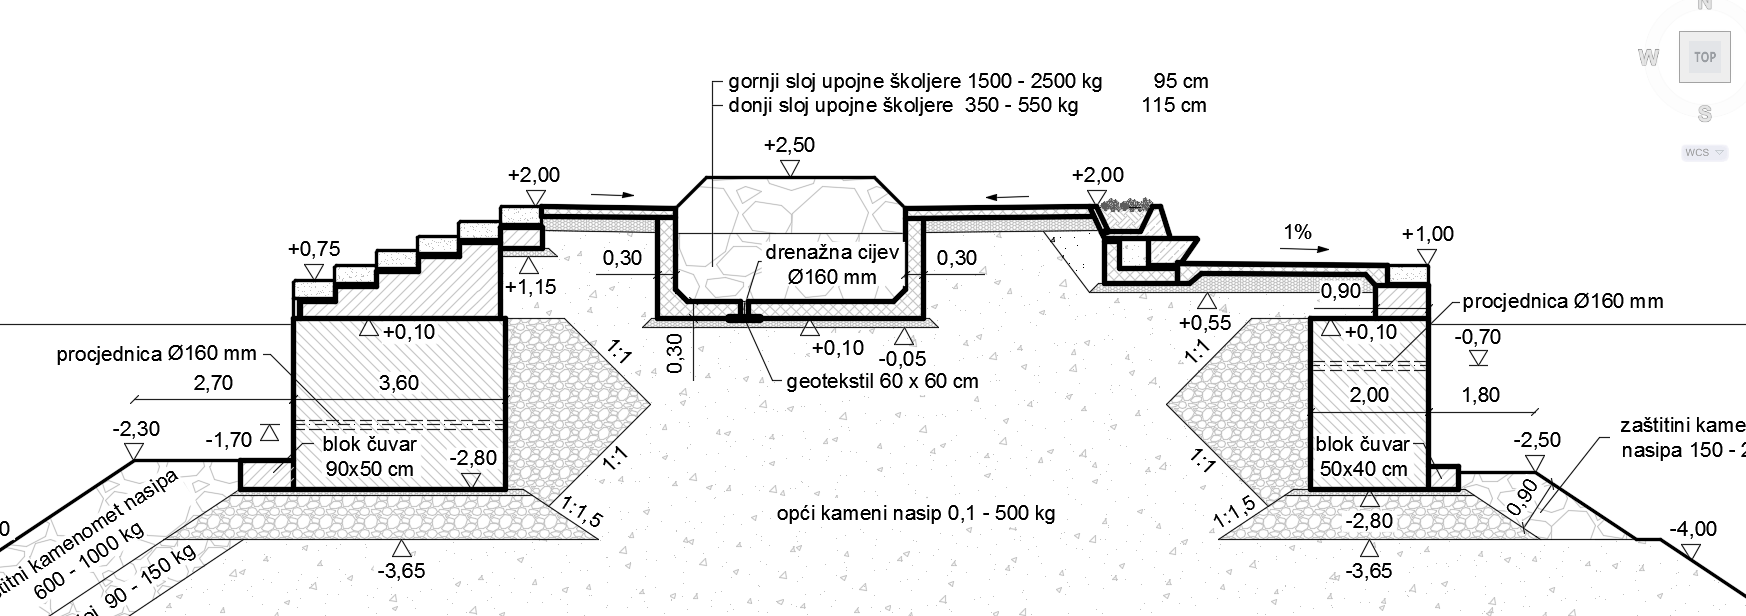 N
W
TOP
S
WCS
gornji sloj upojne školjere 1500 - 2500 kg 95 cm
donji sloj upojne školjere 350 - 550 kg 115 cm
+2,50
+2,00
+2,00
+0,75
0,30
drenažna cijev
Ø160 mm
0,30
1%
+1,00
+1,15
0,90
procjednica Ø160 mm
+0,10
0,30
+0,10
-0,05
+0,55
+0,10
-0,70
procjednica Ø160 mm
1:1
1:1
geotekstil 60 x 60 cm
2,70
3,60
2,00
1,80
-2,30
-1,70
blok čuvar
90x50 cm
-2,80
1:1
1:1
blok čuvar
50x40 cm
-2,50
zaštitni kame
nasipa 150 - 2
0,90
titni kamenomet nasipa
600 - 1000 kg
90 - 150 kg
1:1,5
opći kameni nasip 0,1 - 500 kg
1:1,5
-2,80
-4,00
-3,65
-3,65